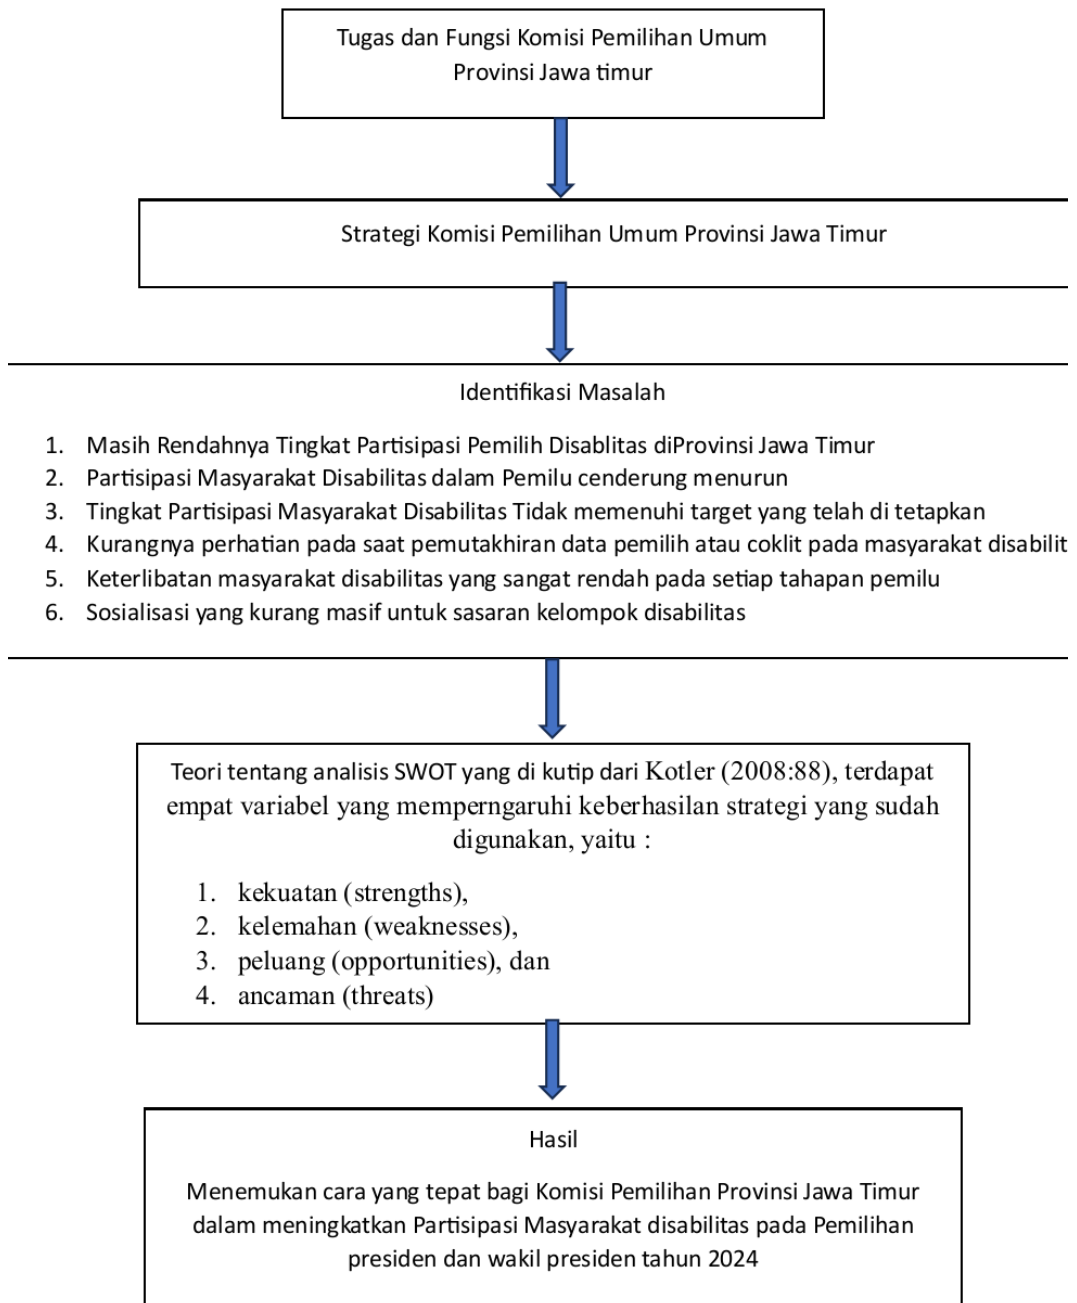 Tugas dan Fungsi Komisi Pemilihan Umum
Provinsi Jawa timur
Strategi Komisi Pemilihan Umum Provinsi Jawa Timur
Identifikasi Masalah
1. Masih Rendahnya Tingkat Partisipasi Pemilih Disablitas diProvinsi Jawa Timur
2. Partisipasi Masyarakat Disabilitas dalam Pemilu cenderung menurun
3. Tingkat Partisipasi Masyarakat Disabilitas Tidak memenuhi target yang telah di tetapkan
4. Kurangnya perhatian pada saat pemutakhiran data pemilih atau coklit pada masyarakat disabilit
5. Keterlibatan masyarakat disabilitas yang sangat rendah pada setiap tahapan pemilu
6. Sosialisasi yang kurang masif untuk sasaran kelompok disabilitas
Teori tentang analisis SWOT yang di kutip dari Kotler (2008:88), terdapat
empat variabel yang memperngaruhi keberhasilan strategi yang sudah
digunakan, yaitu :
1. kekuatan (strengths),
2. kelemahan (weaknesses),
3. peluang (opportunities), dan
4. ancaman (threats)
Hasil
Menemukan cara yang tepat bagi Komisi Pemilihan Provinsi Jawa Timur
dalam meningkatkan Partisipasi Masyarakat disabilitas pada Pemilihan
presiden dan wakil presiden tahun 2024